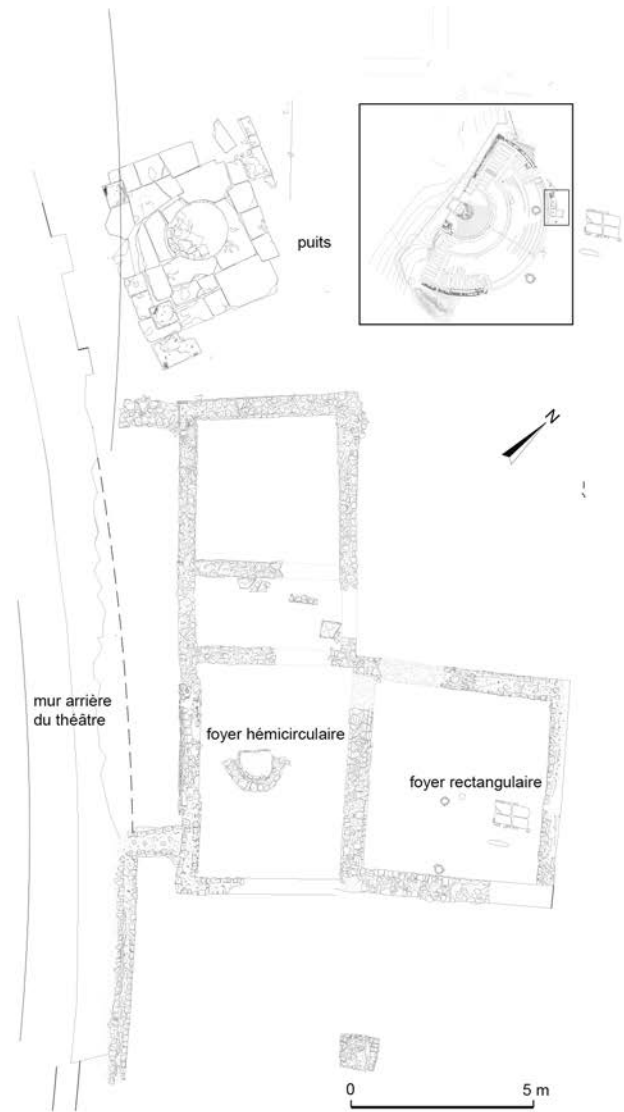 puits
N
mur arrière
du théâtre
foyer hémicirculaire
foyer rectangulaire
0 5 m